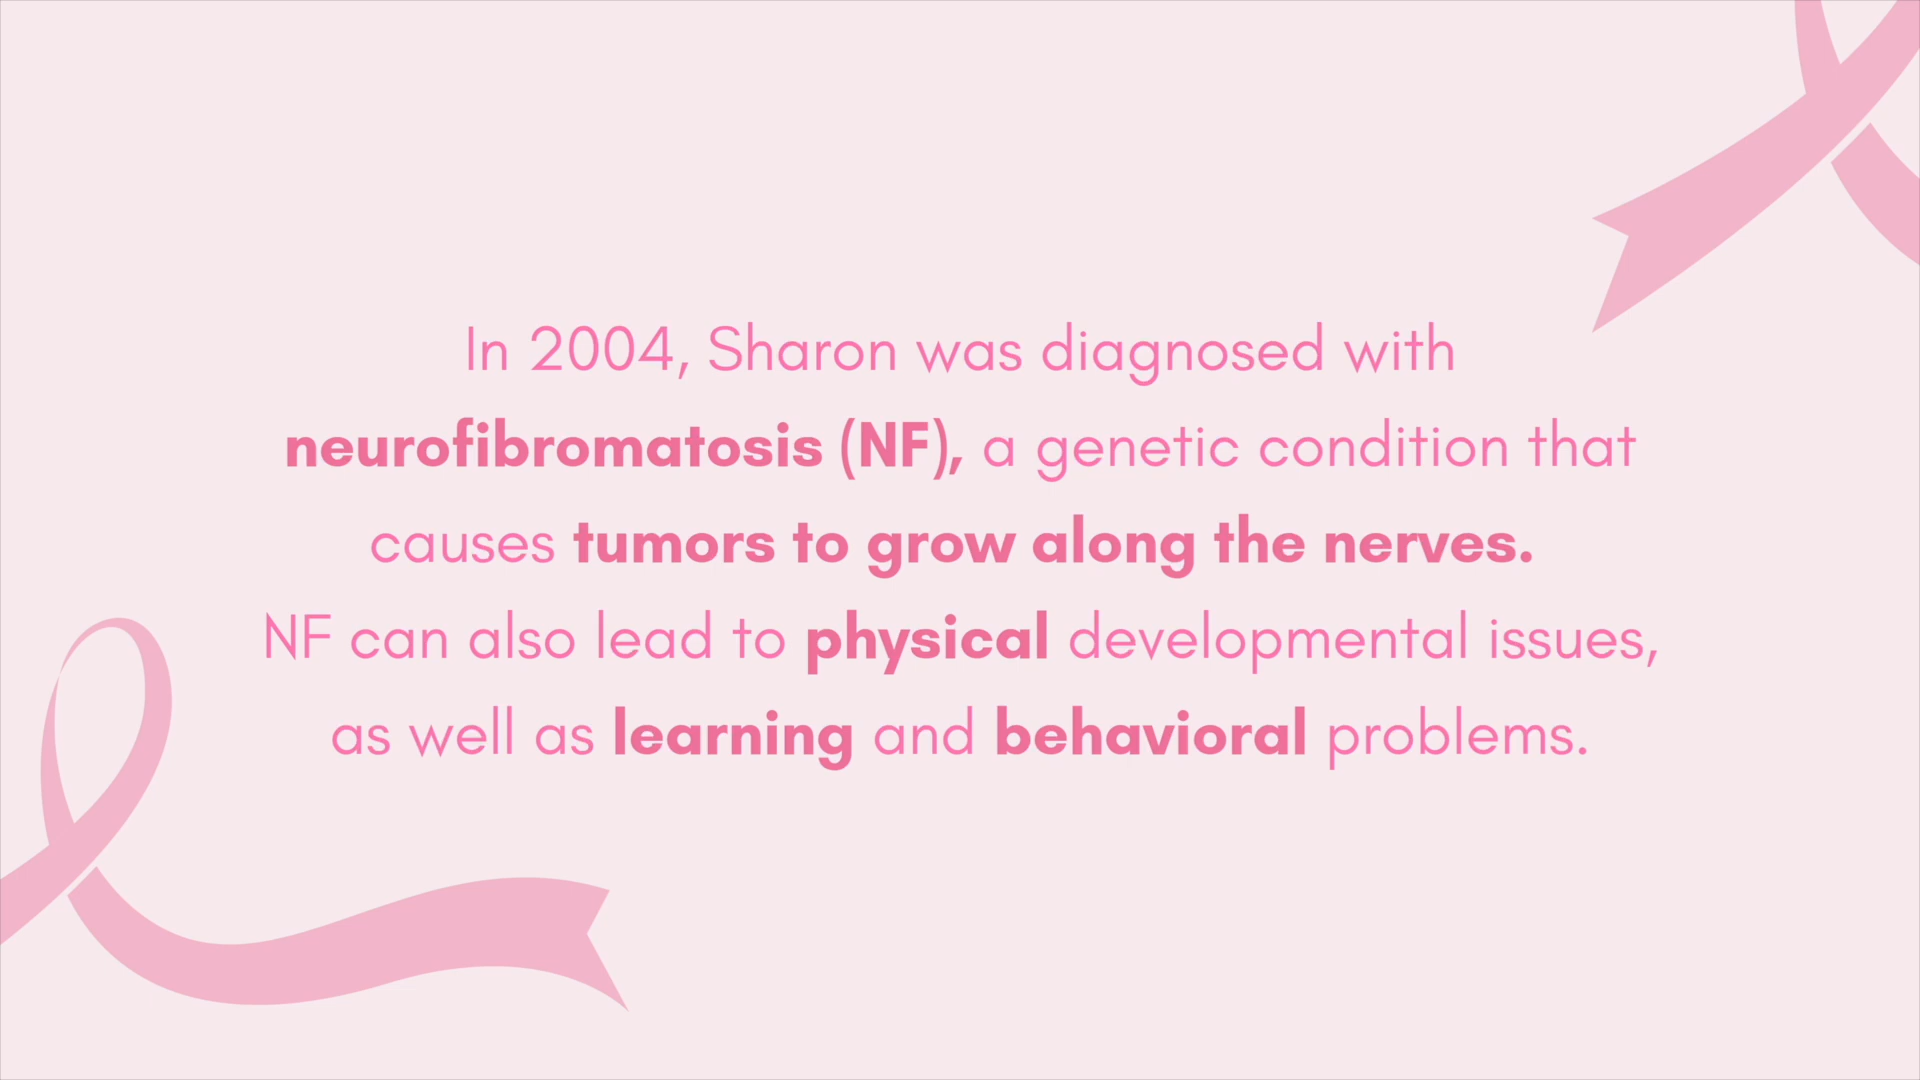 In 2004, Sharon was diagnosed with
neurofibromatosis (NF), a genetic condition that
causes tumors to grow along the nerves.
NF can also lead to physical developmental issues,
as well as learning and behavioral problems.